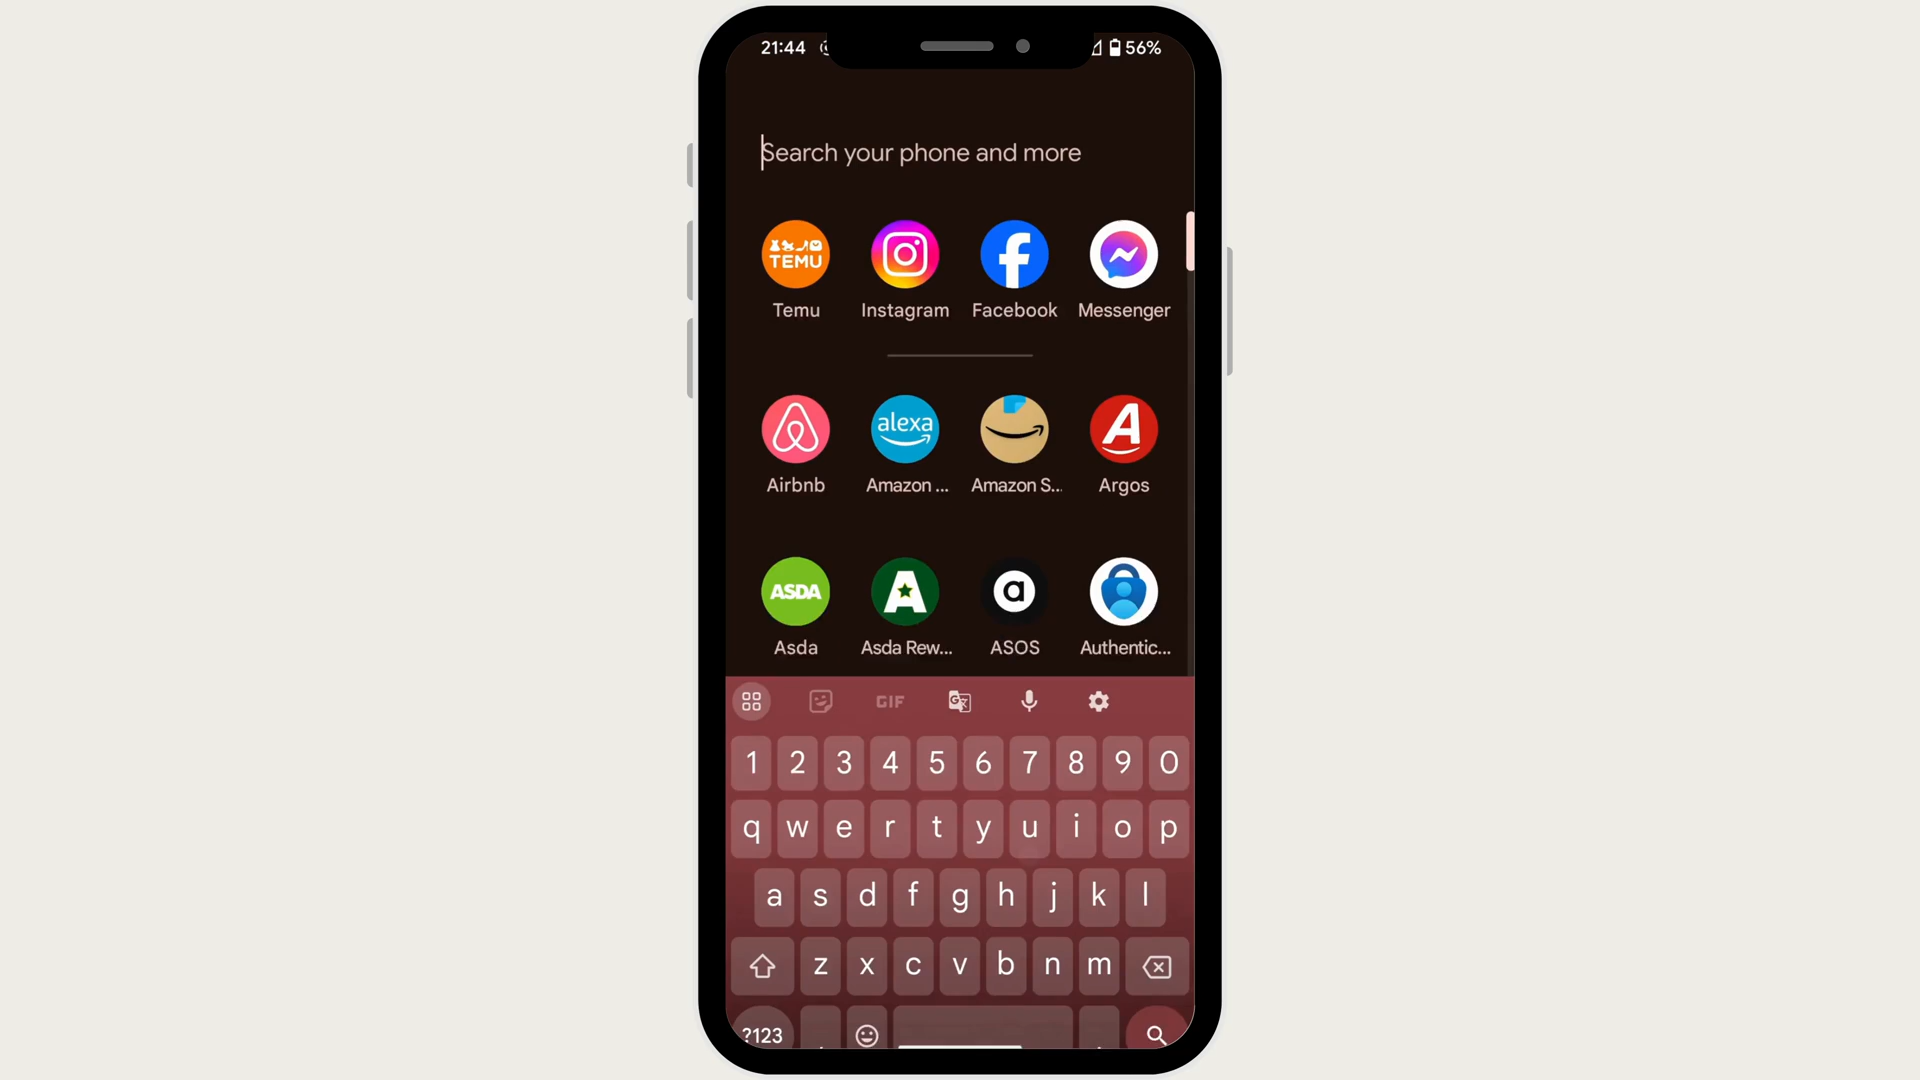 21:44 56%
Search your phone and more
TEMU
Temu Instagram Facebook Messenger
alexa A
Airbnb Amazon ... Amazon S... Argos
ASDA A a
Asda Asda Rew... ASOS Authentic...
GIF
1 2 3 4 5 6 7 8 9 0
q w e r t y u i o p
a s d f g h j k l
z x c v b n m
?123 , .